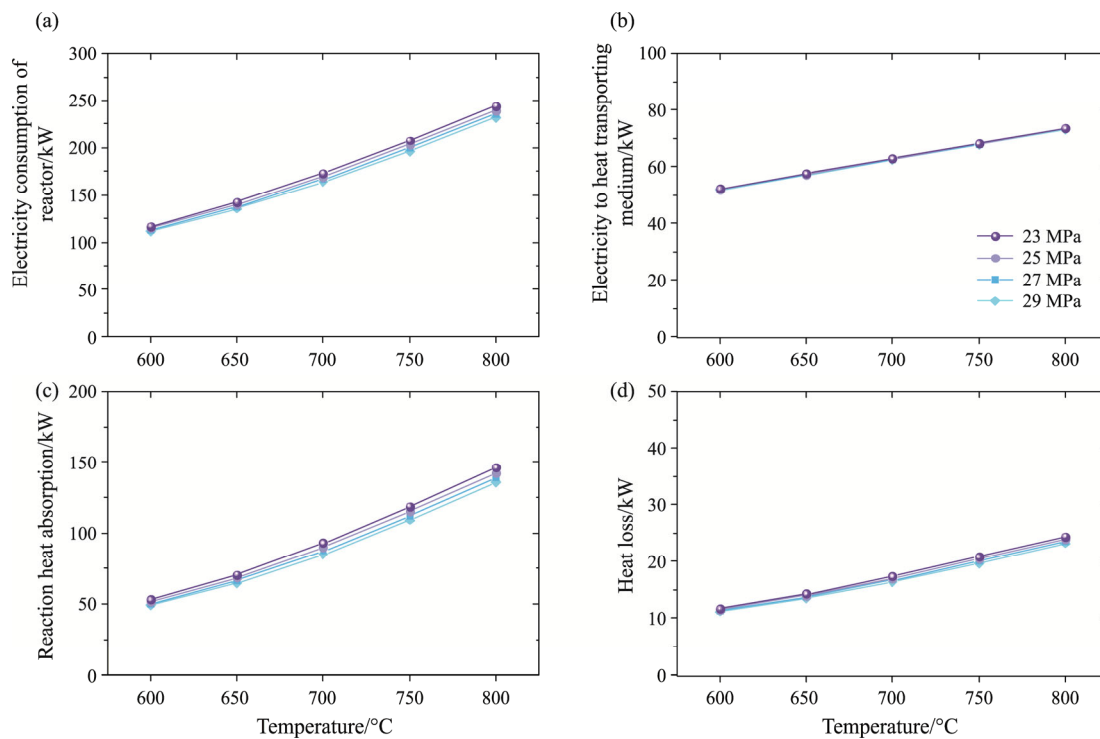 (a)
300
250
200
150
100
50
0
Electricity consumption of
reactor/kW
600 650 700 750 800
(b)
100
80
60
40
20
0
Electricity to heat transporting
medium/kW
23 MPa
25 MPa
27 MPa
29 MPa
600 650 700 750 800
(c)
200
150
100
50
0
Reaction heat absorption/kW
600 650 700 750 800
Temperature/°C
(d)
50
40
30
20
10
0
Heat loss/kW
600 650 700 750 800
Temperature/°C